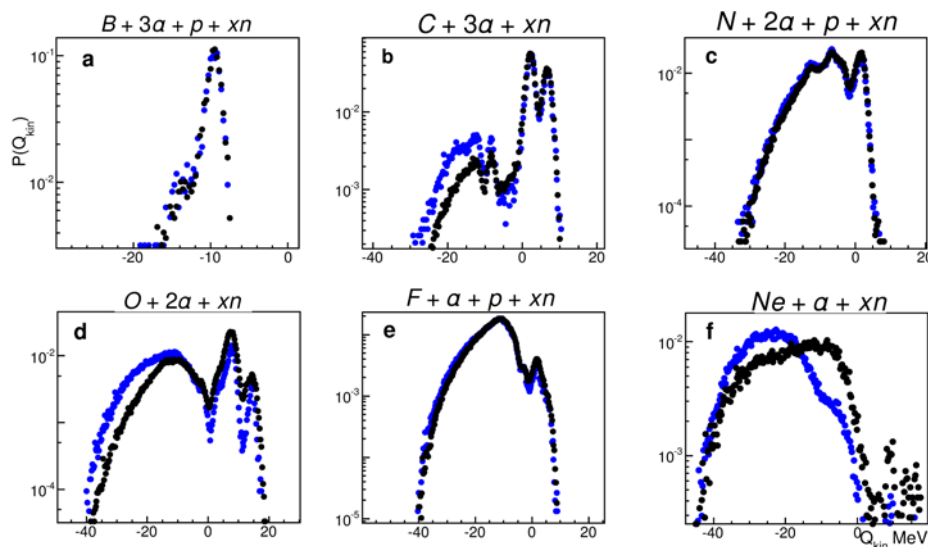 B + 3α + p + xn
C + 3α + xn
N + 2α + p + xn
a
b
c
P(Q_kin)
10⁻¹
10⁻²
10⁻¹
10⁻²
10⁻³
10⁻²
10⁻⁴
-20 -10 0
-40 -20 0 20
-40 -20 0 20
O + 2α + xn
F + α + p + xn
Ne + α + xn
d
e
f
10⁻²
10⁻⁴
10⁻³
10⁻⁵
10⁻²
10⁻³
-40 -20 0 20
-40 -20 0 20
-40 -20 0 20
Q_kin MeV